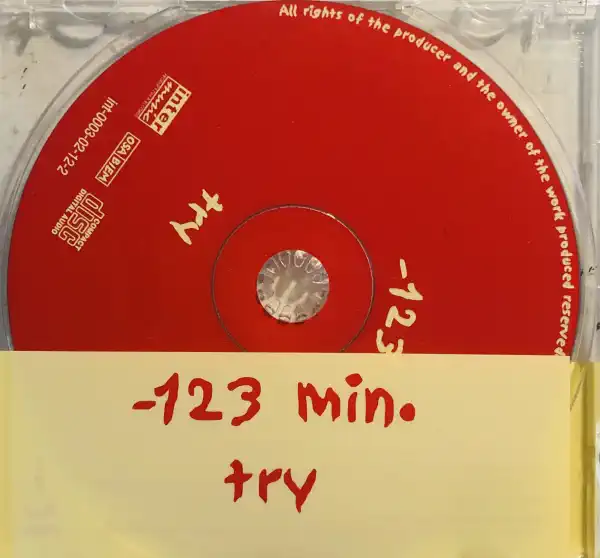 All rights of the producer and the owner of the work produced reserved
inter
music
Int-0003-02-12-2
OSA BIEM
COMPACT
disc
DIGITAL AUDIO
try
-123
-123 min.
try